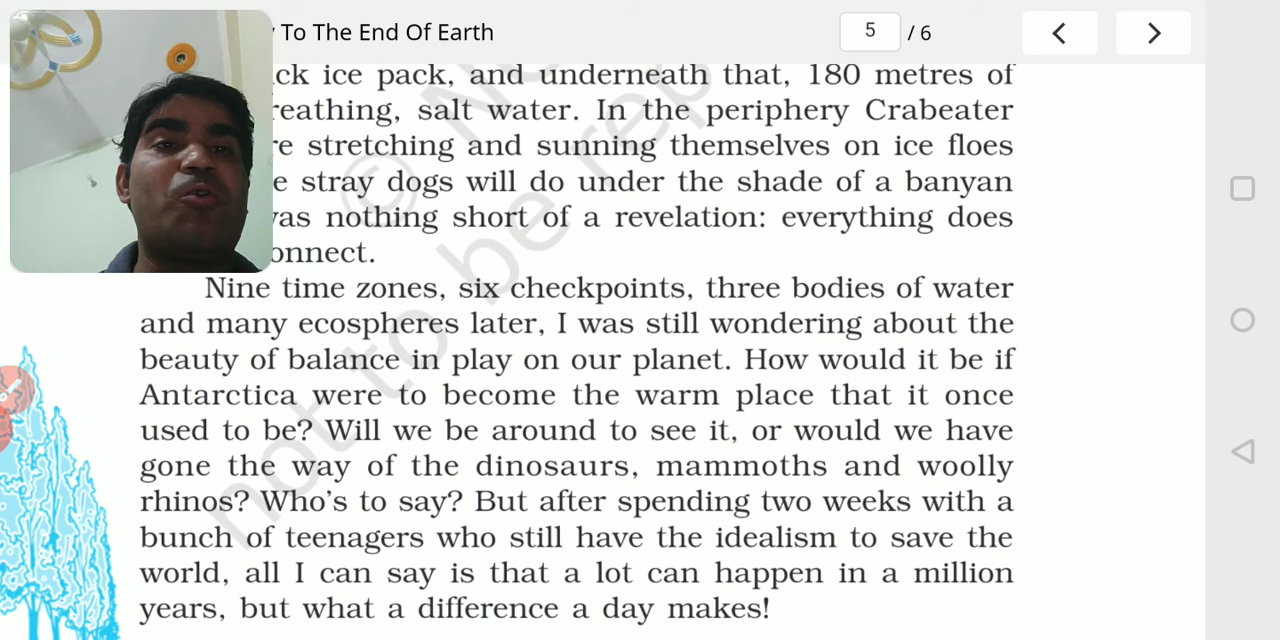 To The End Of Earth
5 / 6
ick ice pack, and underneath that, 180 metres of
reathing, salt water. In the periphery Crabeater
re stretching and sunning themselves on ice floes
e stray dogs will do under the shade of a banyan
was nothing short of a revelation: everything does
onnect.
Nine time zones, six checkpoints, three bodies of water
and many ecospheres later, I was still wondering about the
beauty of balance in play on our planet. How would it be if
Antarctica were to become the warm place that it once
used to be? Will we be around to see it, or would we have
gone the way of the dinosaurs, mammoths and woolly
rhinos? Who's to say? But after spending two weeks with a
bunch of teenagers who still have the idealism to save the
world, all I can say is that a lot can happen in a million
years, but what a difference a day makes!
© N
not to be rep